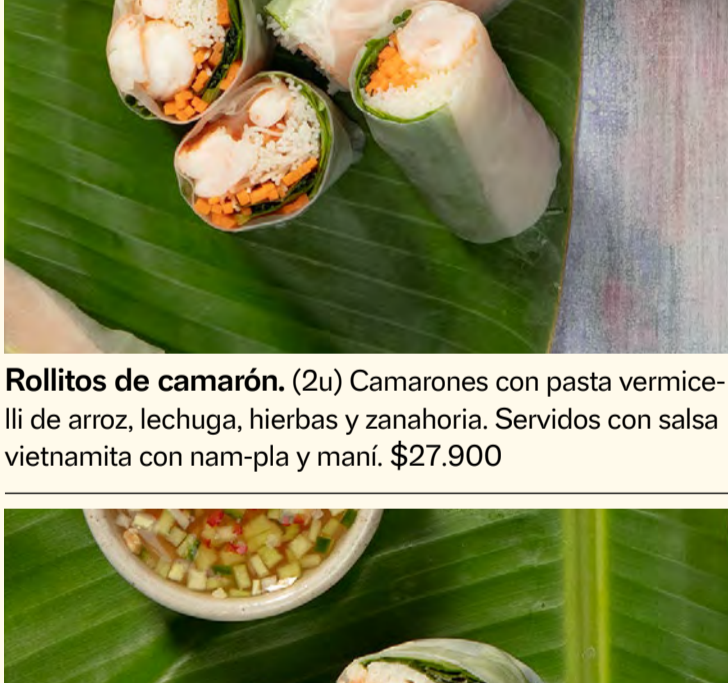 Rollitos de camarón. (2u) Camarones con pasta vermice-
lli de arroz, lechuga, hierbas y zanahoria. Servidos con salsa
vietnamita con nam-pla y maní. $27.900